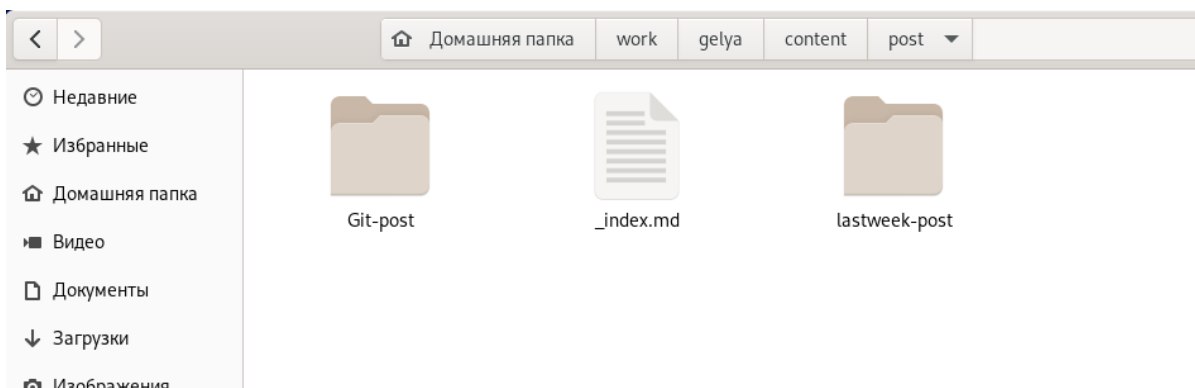 Домашняя папка work gelya content post
Недавние
Избранные
Домашняя папка
Видео
Документы
Загрузки
Изображения
Git-post _index.md lastweek-post